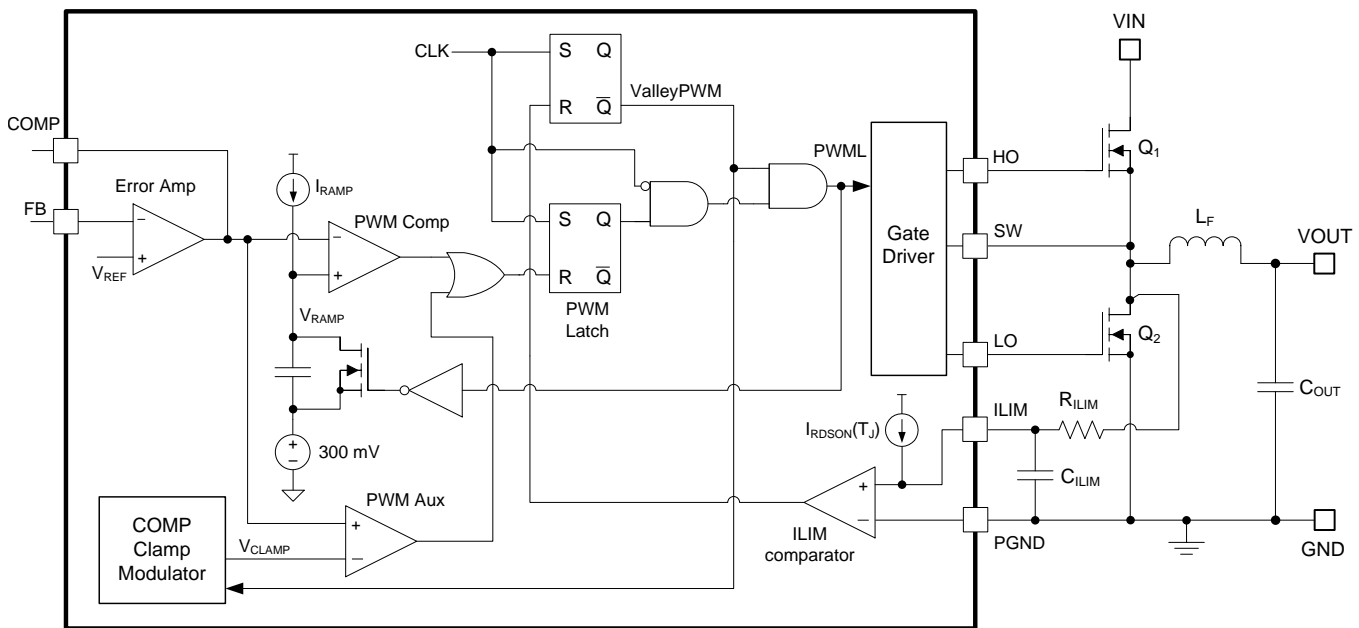 VIN
CLK
S Q
R Q
ValleyPWM
COMP
Error Amp
FB
VREF
IRAMP
PWM Comp
VRAMP
S Q
R Q
PWM
Latch
PWML
Gate
Driver
HO
SW
LO
Q1
Q2
LF
VOUT
COUT
300 mV
IRDSON(TJ)
ILIM
RILIM
CILIM
PWM Aux
COMP
Clamp
Modulator
VCLAMP
ILIM
comparator
PGND
GND